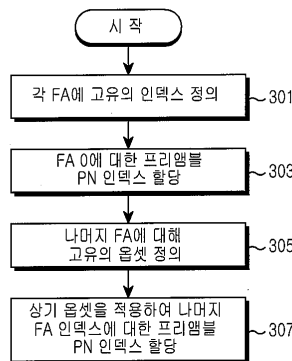 시 작
각 FA에 고유의 인덱스 정의
301
FA 0에 대한 프리앰블
PN 인덱스 할당
303
나머지 FA에 대해
고유의 옵셋 정의
305
상기 옵셋을 적용하여 나머지
FA 인덱스에 대한 프리앰블
PN 인덱스 할당
307